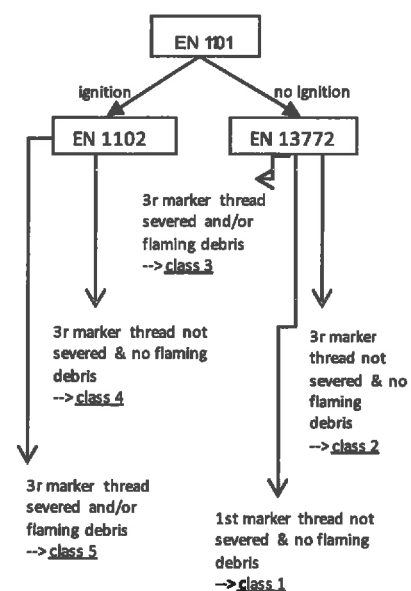 EN 1101
ignition
no ignition
EN 1102
EN 13772
3r marker thread
severed and/or
flaming debris
--> class 3
3r marker thread not
severed & no flaming
debris
--> class 4
3r marker
thread not
severed & no
flaming
debris
--> class 2
3r marker thread
severed and/or
flaming debris
--> class 5
1st marker thread not
severed & no flaming
debris
--> class 1